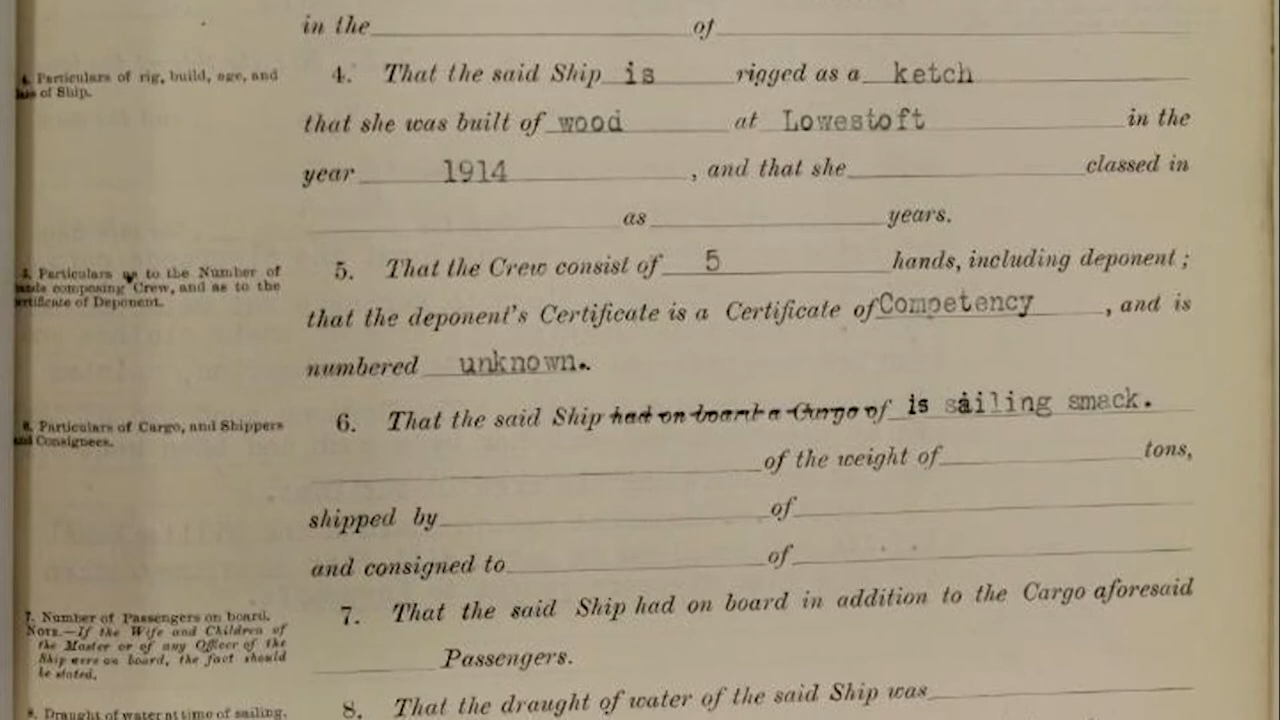 in the of
4. Particulars of rig, build, age, and
of Ship.
4. That the said Ship is rigged as a ketch
that she was built of wood at Lowestoft in the
year 1914 , and that she classed in
as years.
5. Particulars as to the Number of
composing Crew, and as to the
Certificate of Deponent.
5. That the Crew consist of 5 hands, including deponent ;
that the deponent's Certificate is a Certificate of Competency , and is
numbered unknown.
6. Particulars of Cargo, and Shippers
and Consignees.
6. That the said Ship had on board a Cargo of is sailing smack.
of the weight of tons,
shipped by of
and consigned to of
7. Number of Passengers on board.
NOTE.—If the Wife and Children of
the Master or of any Officer of the
Ship were on board, the fact should
be stated.
7. That the said Ship had on board in addition to the Cargo aforesaid
Passengers.
8. Draught of water at time of sailing.
8. That the draught of water of the said Ship was